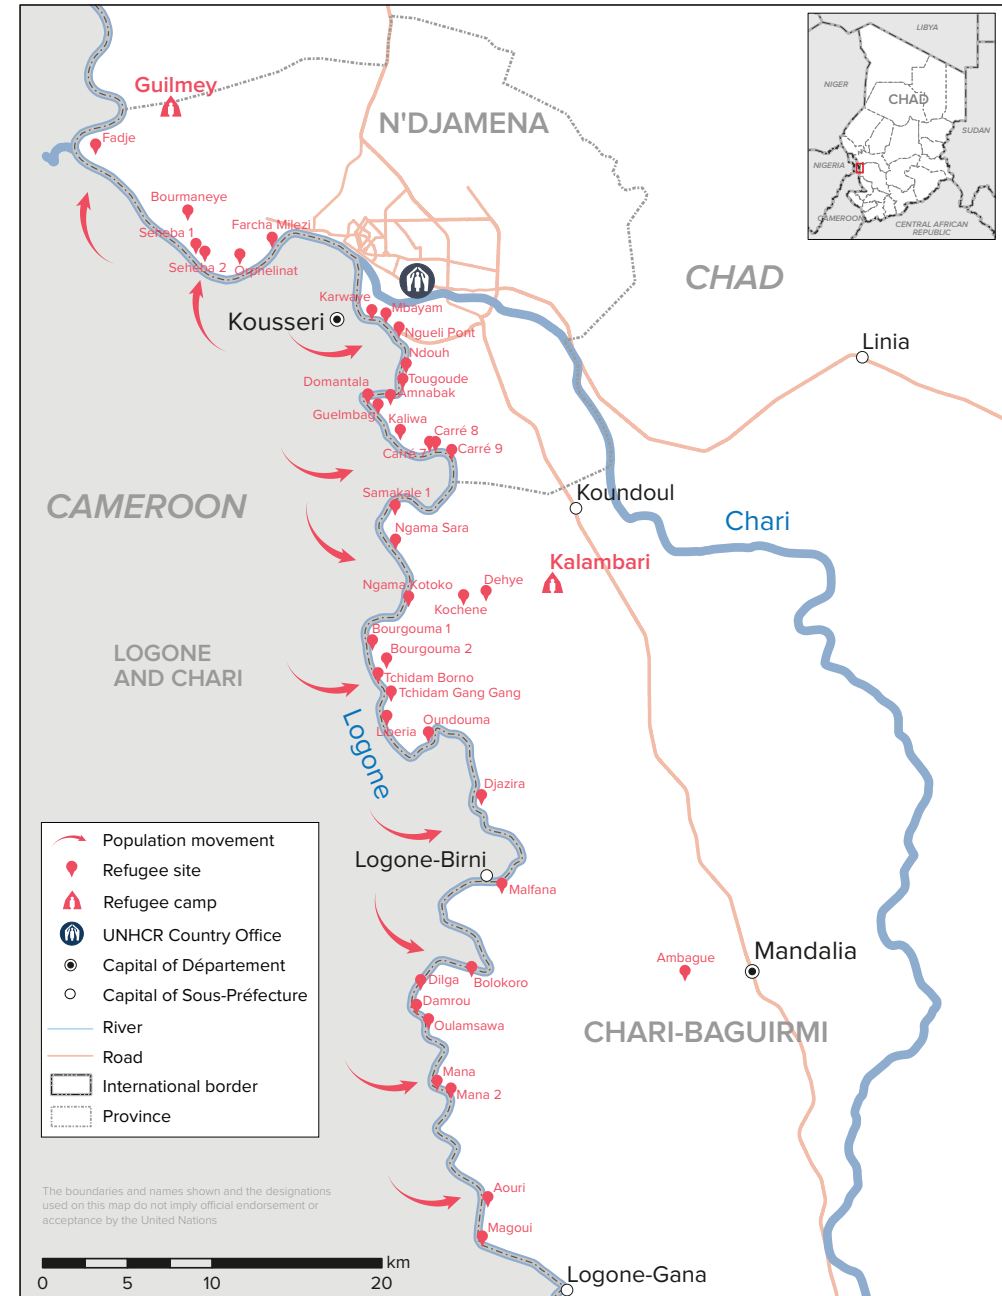 LIBYA
NIGER
CHAD
SUDAN
NIGERIA
CAMEROON
CENTRAL AFRICAN
REPUBLIC
Guilmey
N'DJAMENA
Fadje
Bourmaneye
Seheba 1
Farcha Milezi
Seheba 2
Orphelinat
CHAD
Karwaye
Mbayam
Kousseri
Ngueli Pont
Linia
Ndouh
Domantala
Tougoude
Amnabak
Guelmbag
Kaliwa
Carré 8
Carré 7
Carré 9
CAMEROON
Samakale 1
Koundoul
Chari
Ngama Sara
Kalambari
Ngama Kotoko
Dehye
Kochene
Bourgouma 1
LOGONE
AND CHARI
Bourgouma 2
Tchidam Borno
Tchidam Gang Gang
Logone
Liberia
Oundouma
Djazira
Logone-Birni
Malfana
Ambague
Mandalia
Dilga
Bolokoro
Damrou
Oulamsawa
CHARI-BAGUIRMI
Mana
Mana 2
Aouri
Magoui
Logone-Gana
Population movement
Refugee site
Refugee camp
UNHCR Country Office
Capital of Département
Capital of Sous-Préfecture
River
Road
International border
Province
The boundaries and names shown and the designations
used on this map do not imply official endorsement or
acceptance by the United Nations
km
0 5 10 20